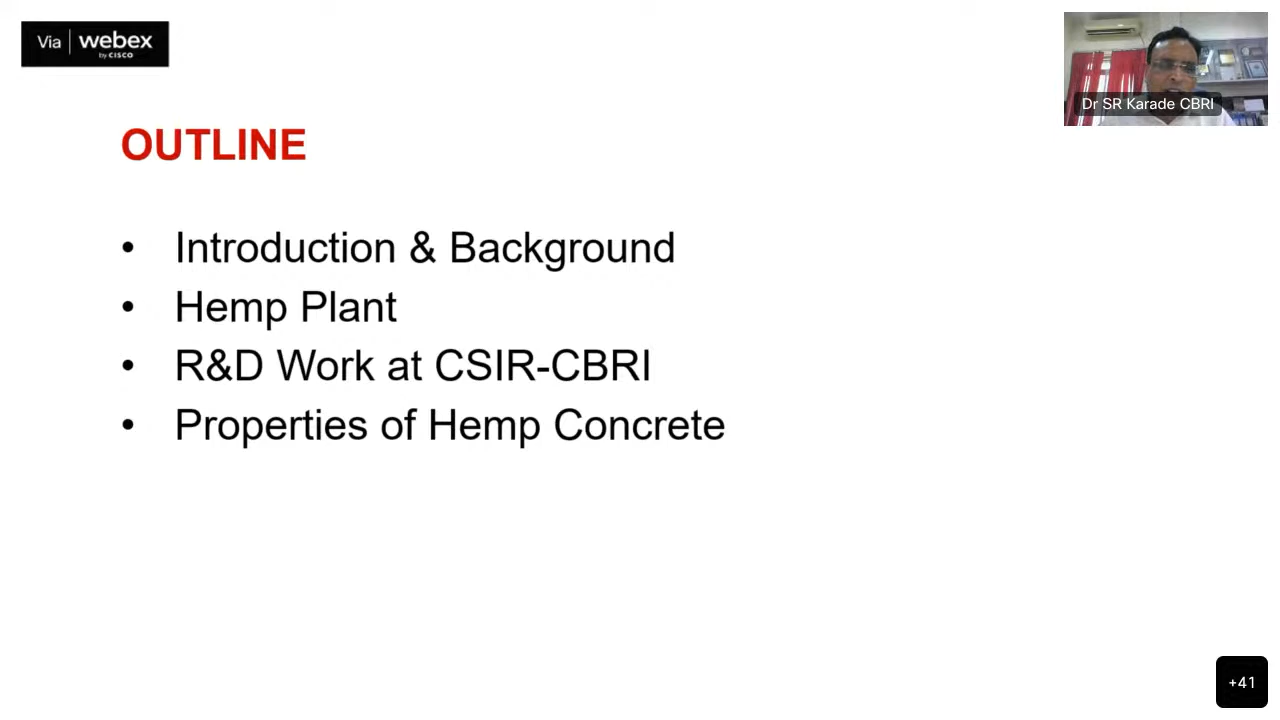 Via webex
by CISCO
Dr SR Karade CBRI
OUTLINE
• Introduction & Background
• Hemp Plant
• R&D Work at CSIR-CBRI
• Properties of Hemp Concrete
+41